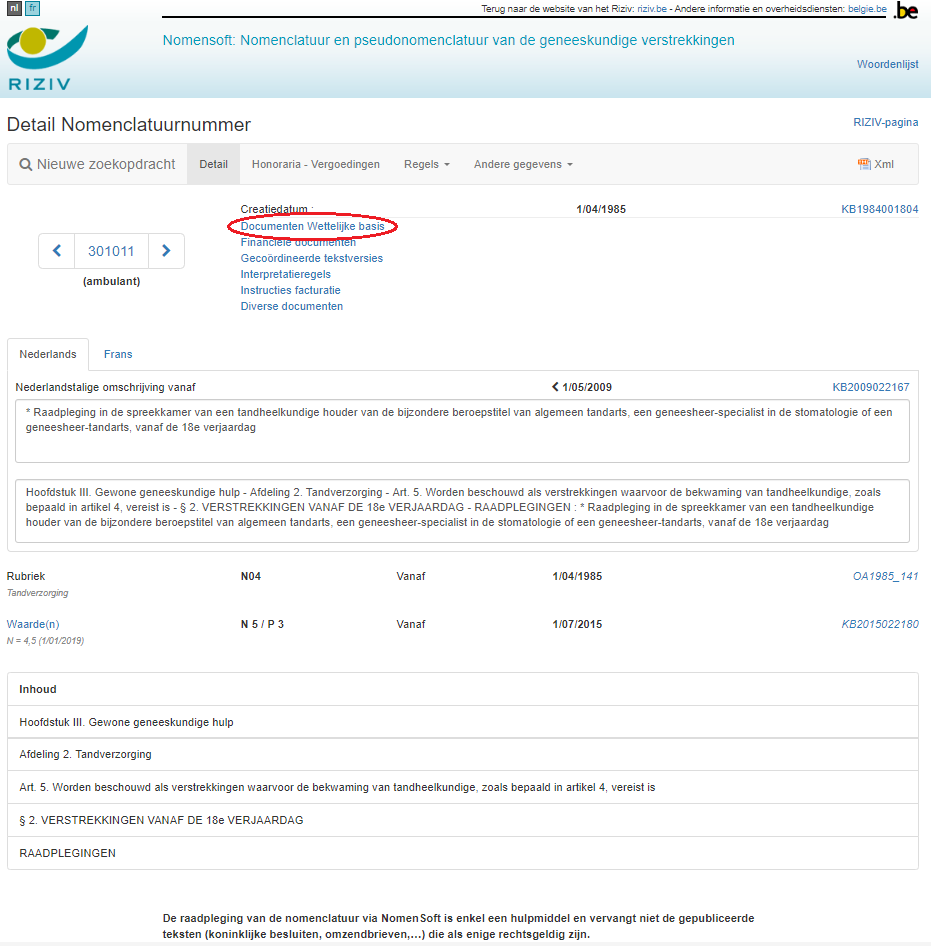 nl fr
Terug naar de website van het Riziv: riziv.be - Andere informatie en overheidsdiensten: belgie.be .be
Nomensoft: Nomenclatuur en pseudonomenclatuur van de geneeskundige verstrekkingen
RIZIV
Woordenlijst
Detail Nomenclatuurnummer
RIZIV-pagina
Nieuwe zoekopdracht Detail Honoraria - Vergoedingen Regels Andere gegevens Xml
Creatiedatum : 1/04/1985 KB1984001804
Documenten Wettelijke basis
Financiele documenten
Gecoördineerde tekstversies
Interpretatieregels
Instructies facturatie
Diverse documenten
301011
(ambulant)
Nederlands Frans
Nederlandstalige omschrijving vanaf 1/05/2009 KB2009022167
* Raadpleging in de spreekkamer van een tandheelkundige houder van de bijzondere beroepstitel van algemeen tandarts, een geneesheer-specialist in de stomatologie of een
geneesheer-tandarts, vanaf de 18e verjaardag
Hoofdstuk III. Gewone geneeskundige hulp - Afdeling 2. Tandverzorging - Art. 5. Worden beschouwd als verstrekkingen waarvoor de bekwaming van tandheelkundige, zoals
bepaald in artikel 4, vereist is - § 2. VERSTREKKINGEN VANAF DE 18e VERJAARDAG - RAADPLEGINGEN : * Raadpleging in de spreekkamer van een tandheelkundige
houder van de bijzondere beroepstitel van algemeen tandarts, een geneesheer-specialist in de stomatologie of een geneesheer-tandarts, vanaf de 18e verjaardag
Rubriek N04 Vanaf 1/04/1985 OA1985_141
Tandverzorging
Waarde(n) N 5 / P 3 Vanaf 1/07/2015 KB2015022180
N = 4,5 (1/01/2019)
Inhoud
Hoofdstuk III. Gewone geneeskundige hulp
Afdeling 2. Tandverzorging
Art. 5. Worden beschouwd als verstrekkingen waarvoor de bekwaming van tandheelkundige, zoals bepaald in artikel 4, vereist is
§ 2. VERSTREKKINGEN VANAF DE 18e VERJAARDAG
RAADPLEGINGEN
De raadpleging van de nomenclatuur via NomenSoft is enkel een hulpmiddel en vervangt niet de gepubliceerde
teksten (koninklijke besluiten, omzendbrieven,...) die als enige rechtsgeldig zijn.